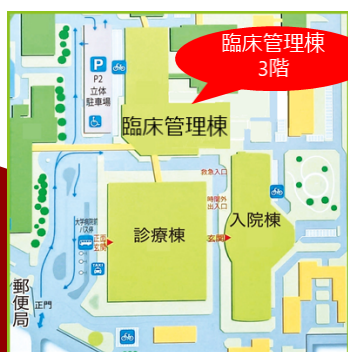 臨床管理棟
3階
P
P2
立体
駐車場
臨床管理棟
救急入口
時間外
出入口
大学病院前
バス停
正面
玄関
診療棟
玄関
入院棟
郵便局
正門